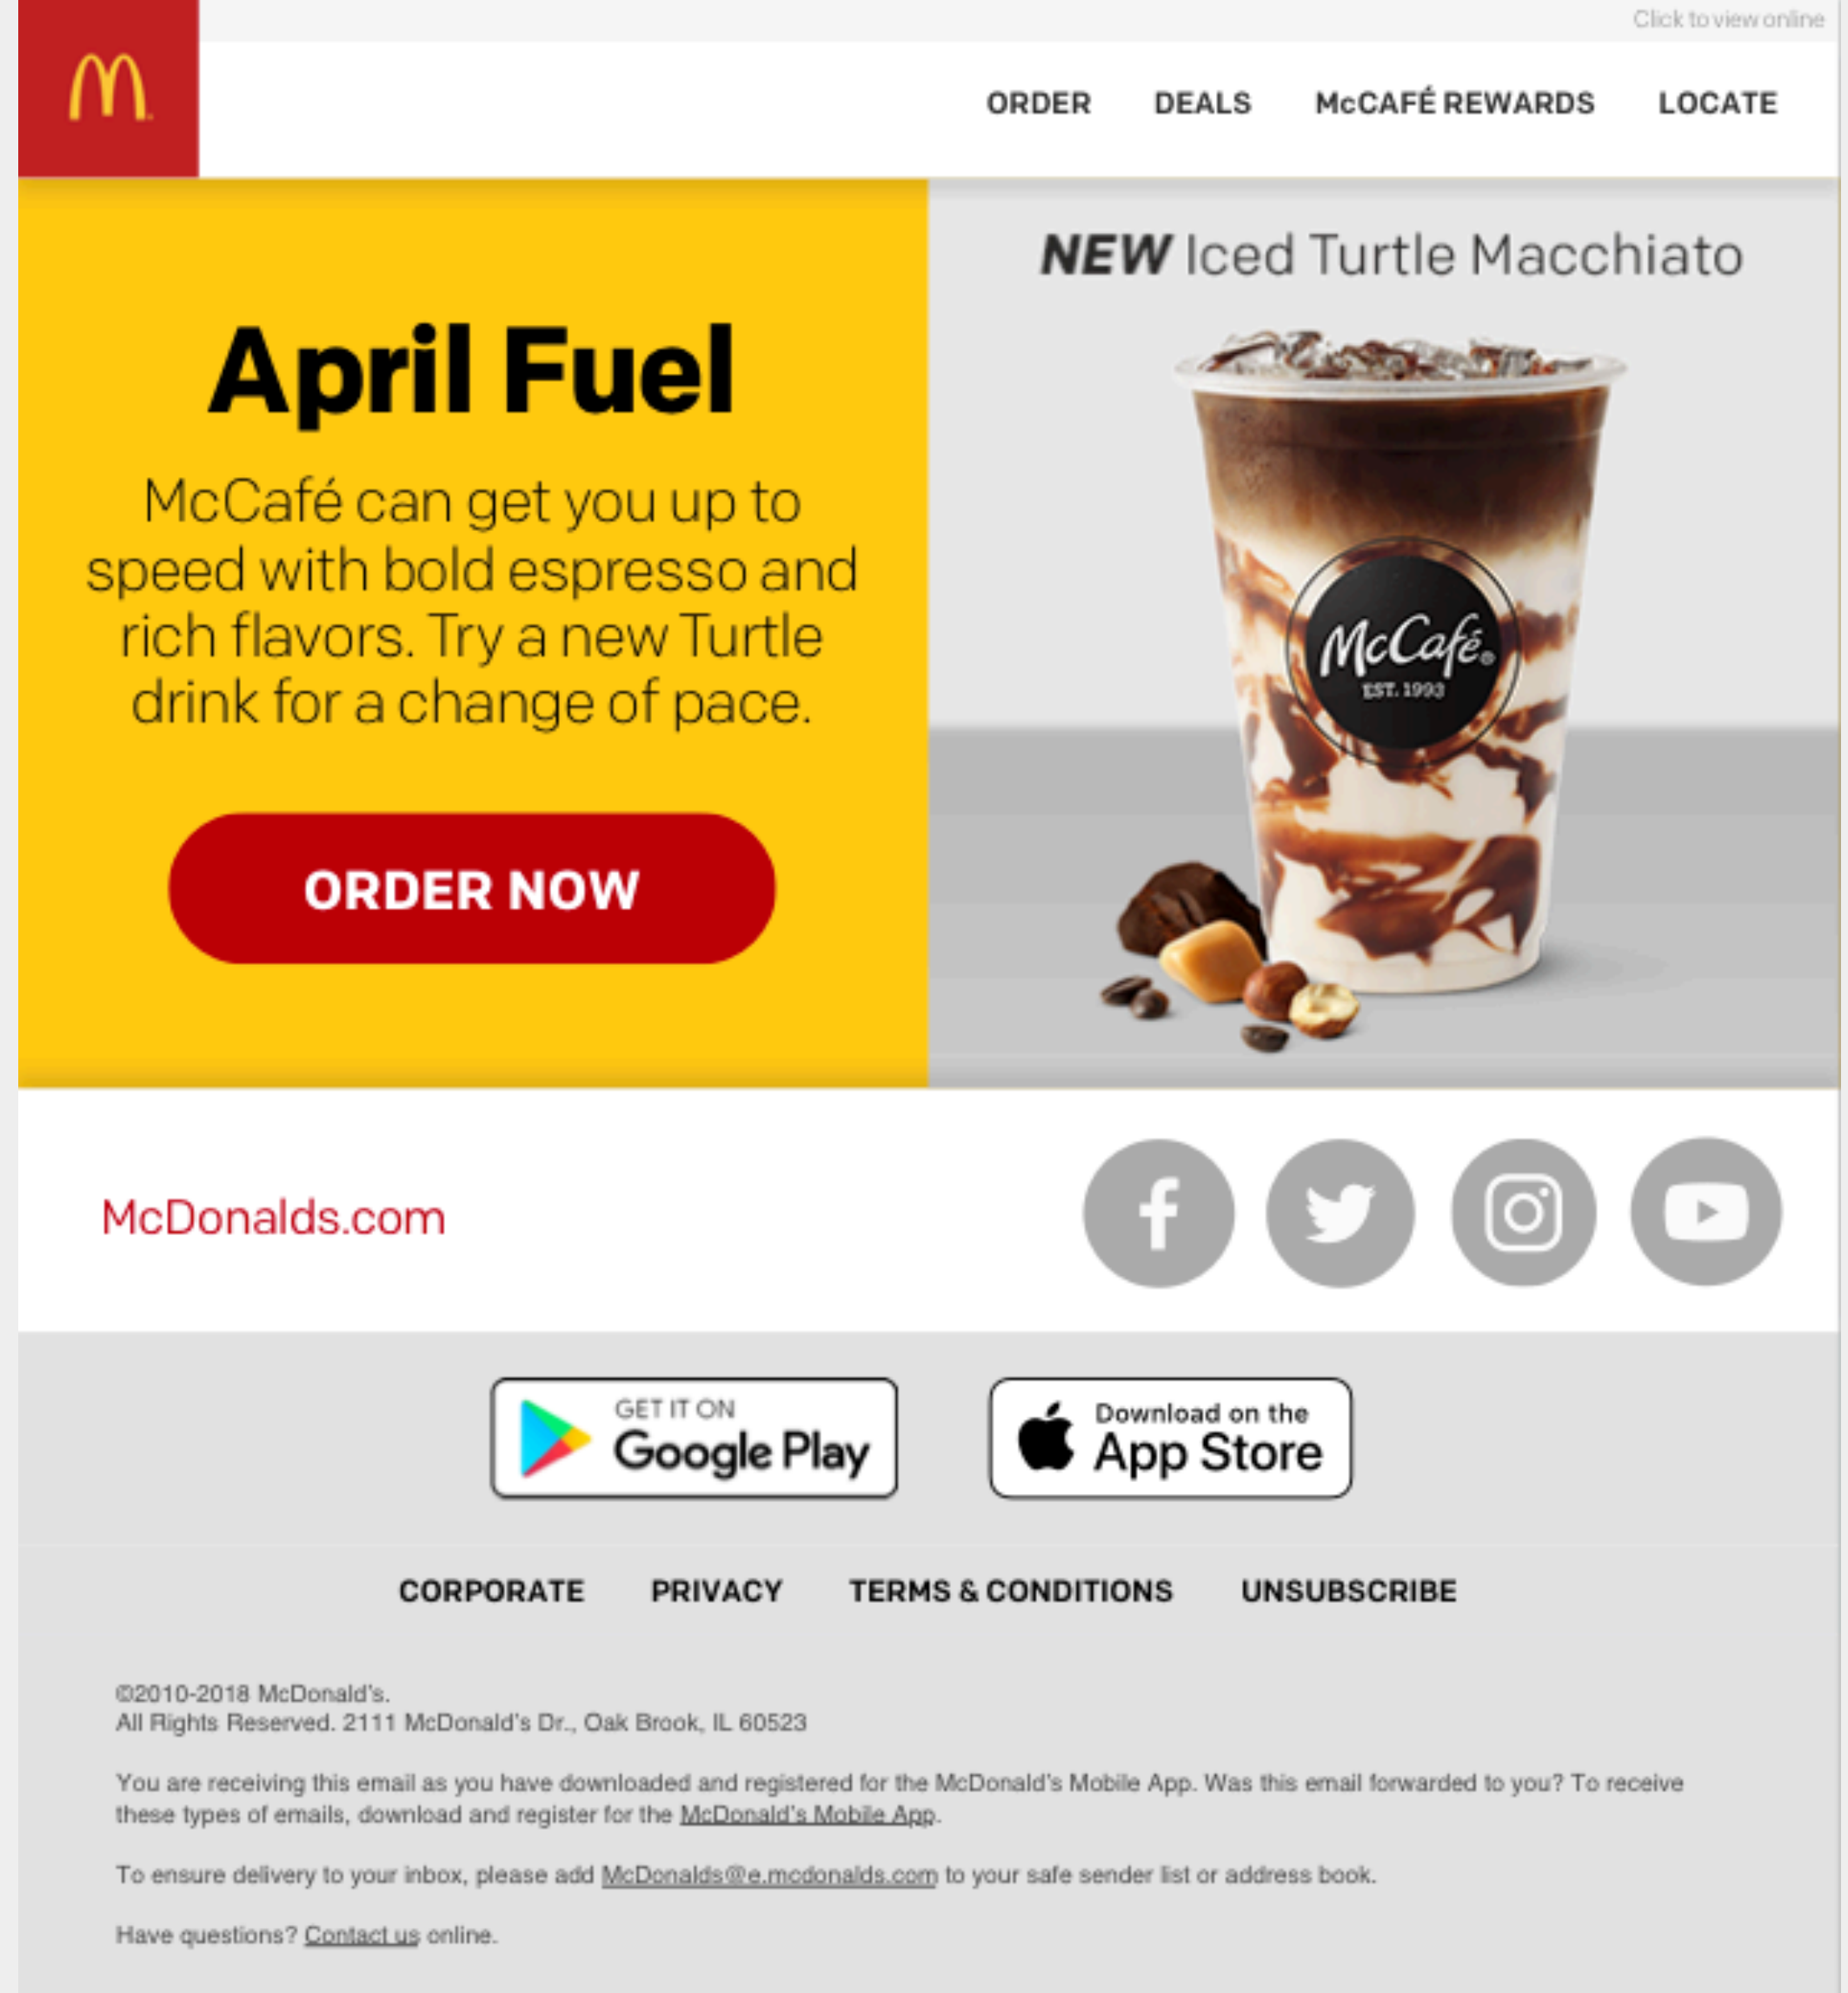 Click to view online
ORDER DEALS McCAFÉ REWARDS LOCATE
April Fuel
McCafé can get you up to
speed with bold espresso and
rich flavors. Try a new Turtle
drink for a change of pace.
ORDER NOW
NEW Iced Turtle Macchiato
McCafé®
EST. 1993
McDonalds.com
GET IT ON
Google Play
Download on the
App Store
CORPORATE PRIVACY TERMS & CONDITIONS UNSUBSCRIBE
©2010-2018 McDonald's.
All Rights Reserved. 2111 McDonald's Dr., Oak Brook, IL 60523
You are receiving this email as you have downloaded and registered for the McDonald's Mobile App. Was this email forwarded to you? To receive
these types of emails, download and register for the McDonald's Mobile App.
To ensure delivery to your inbox, please add McDonalds@e.mcdonalds.com to your safe sender list or address book.
Have questions? Contact us online.